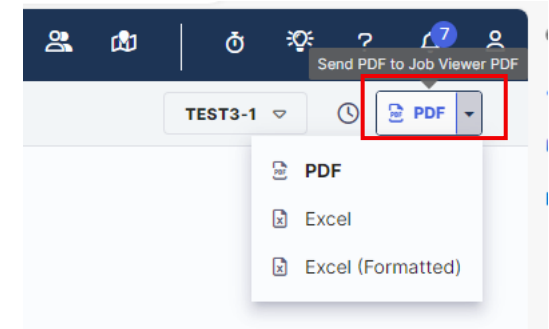 7
Send PDF to Job Viewer PDF
TEST3-1
PDF
PDF
Excel
Excel (Formatted)